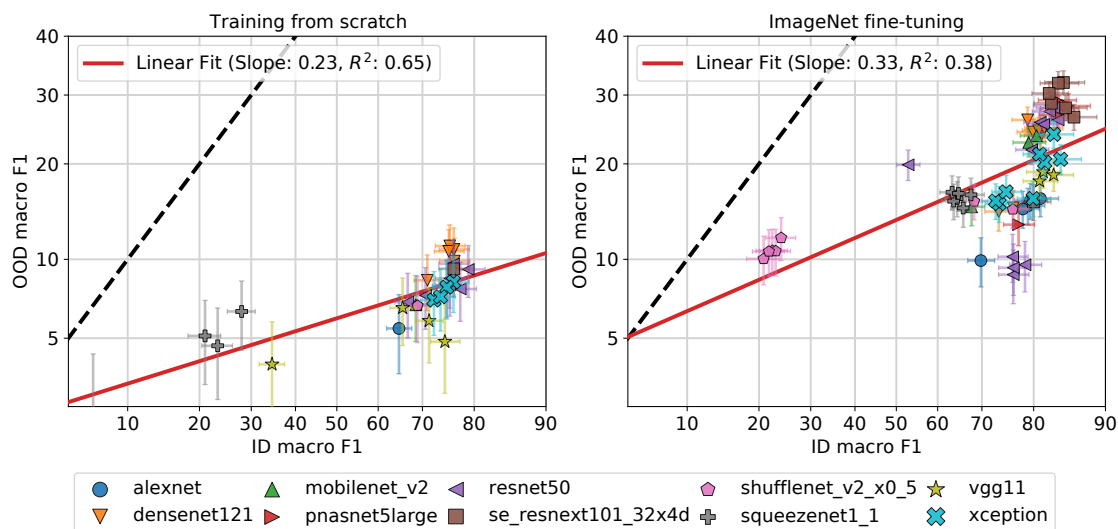 Training from scratch
ImageNet fine-tuning
40
30
20
10
5
OOD macro F1
Linear Fit (Slope: 0.23, R²: 0.65)
10 20 30 40 50 60 70 80 90
ID macro F1
40
30
20
10
5
OOD macro F1
Linear Fit (Slope: 0.33, R²: 0.38)
10 20 30 40 50 60 70 80 90
ID macro F1
alexnet mobilenet_v2 resnet50 shufflenet_v2_x0_5 vgg11
densenet121 pnasnet5large se_resnext101_32x4d squeezenet1_1 xception